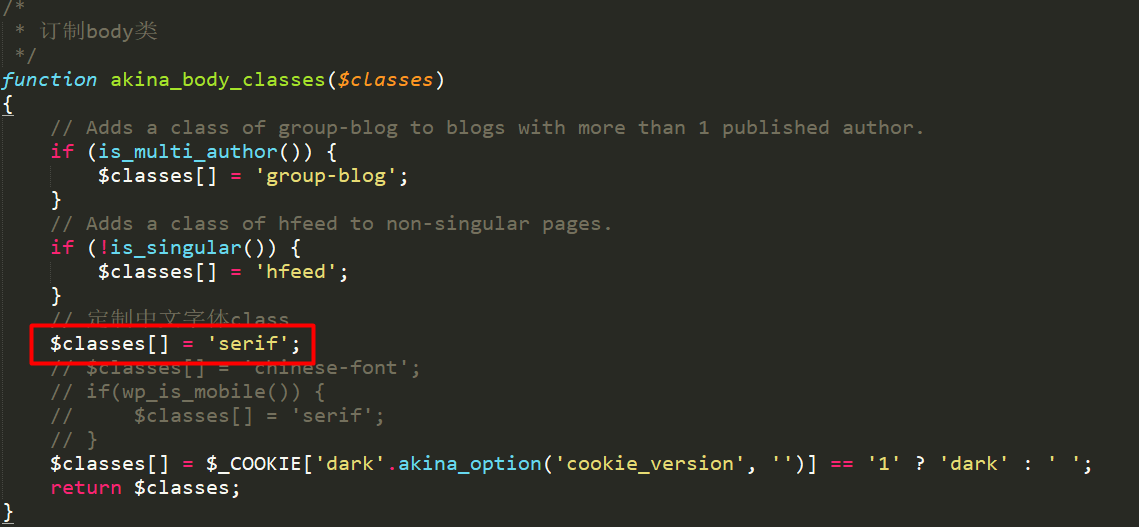 /*
 * 订制body类
 */
function akina_body_classes($classes)
{
    // Adds a class of group-blog to blogs with more than 1 published author.
    if (is_multi_author()) {
        $classes[] = 'group-blog';
    }
    // Adds a class of hfeed to non-singular pages.
    if (!is_singular()) {
        $classes[] = 'hfeed';
    }
    // 定制中文字体class
    $classes[] = 'serif';
    // $classes[] = 'chinese-font';
    // if(wp_is_mobile()) {
    //     $classes[] = 'serif';
    // }
    $classes[] = $_COOKIE['dark'.akina_option('cookie_version', '')] == '1' ? 'dark' : ' ';
    return $classes;
}